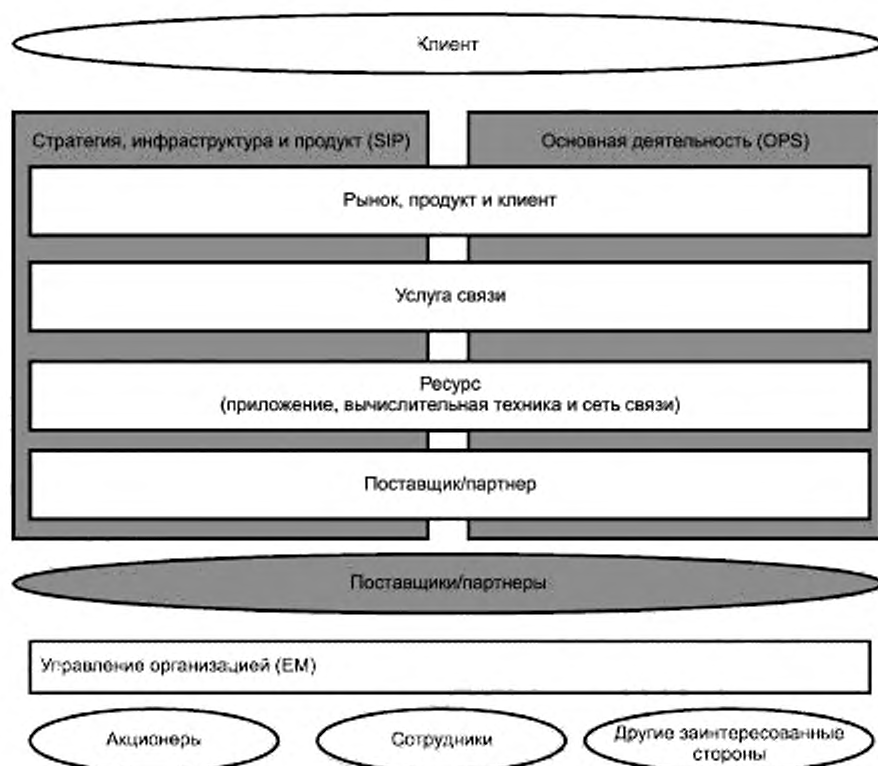 Клиент
Стратегия, инфраструктура и продукт (SIP)
Основная деятельность (OPS)
Рынок, продукт и клиент
Услуга связи
Ресурс
(приложение, вычислительная техника и сеть связи)
Поставщик/партнер
Поставщики/партнеры
Управление организацией (EM)
Акционеры
Сотрудники
Другие заинтересованные
стороны